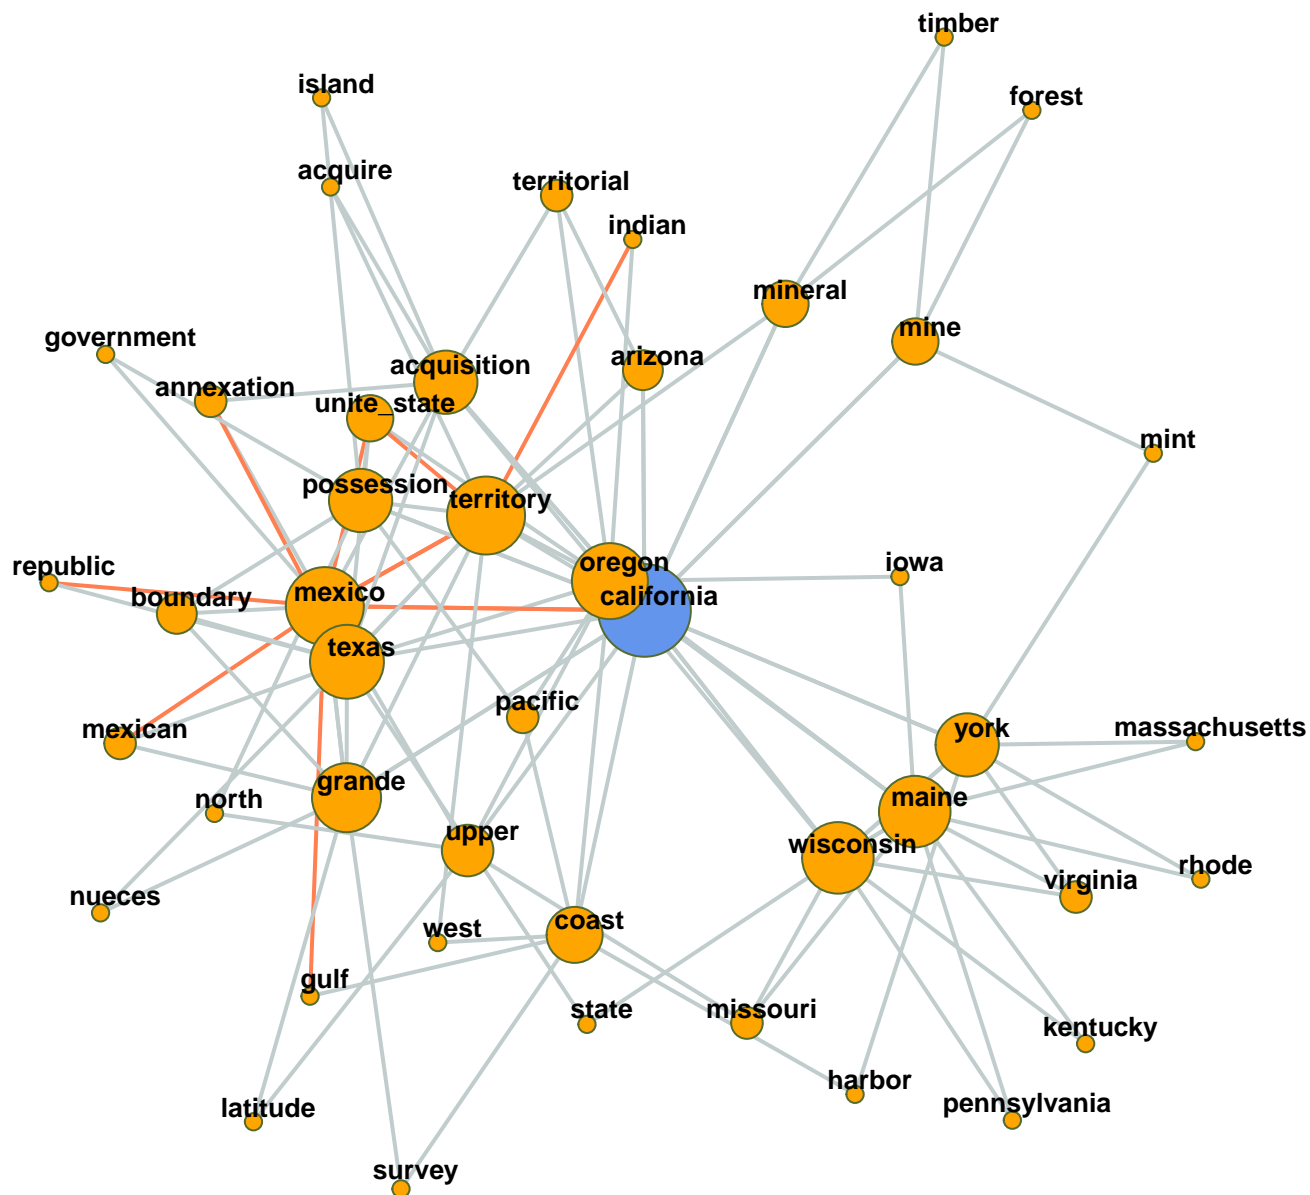 timber
island
forest
acquire
territorial
indian
mineral
mine
government
acquisition
arizona
annexation
unite_state
mint
possession
territory
republic
oregon
iowa
boundary
mexico
california
texas
mexican
pacific
york
massachusetts
grande
north
maine
upper
wisconsin
rhode
nueces
virginia
west
coast
gulf
state
missouri
kentucky
harbor
latitude
pennsylvania
survey